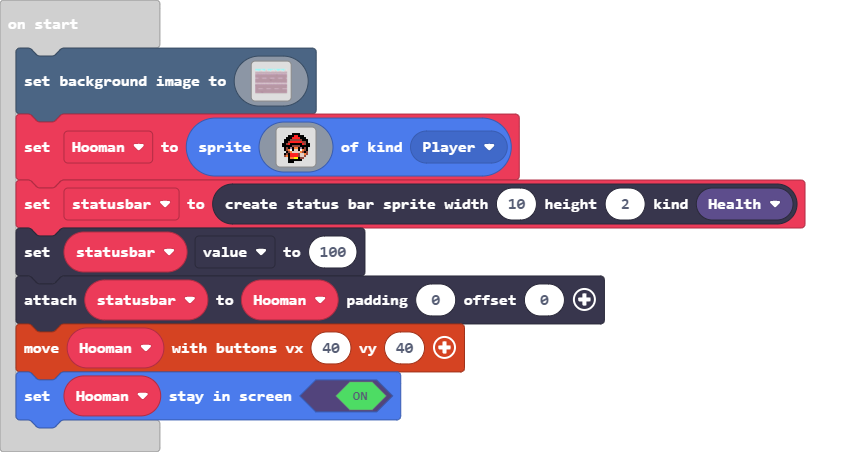 on start
set background image to
set Hooman to sprite of kind Player
set statusbar to create status bar sprite width 10 height 2 kind Health
set statusbar value to 100
attach statusbar to Hooman padding 0 offset 0
move Hooman with buttons vx 40 vy 40
set Hooman stay in screen ON